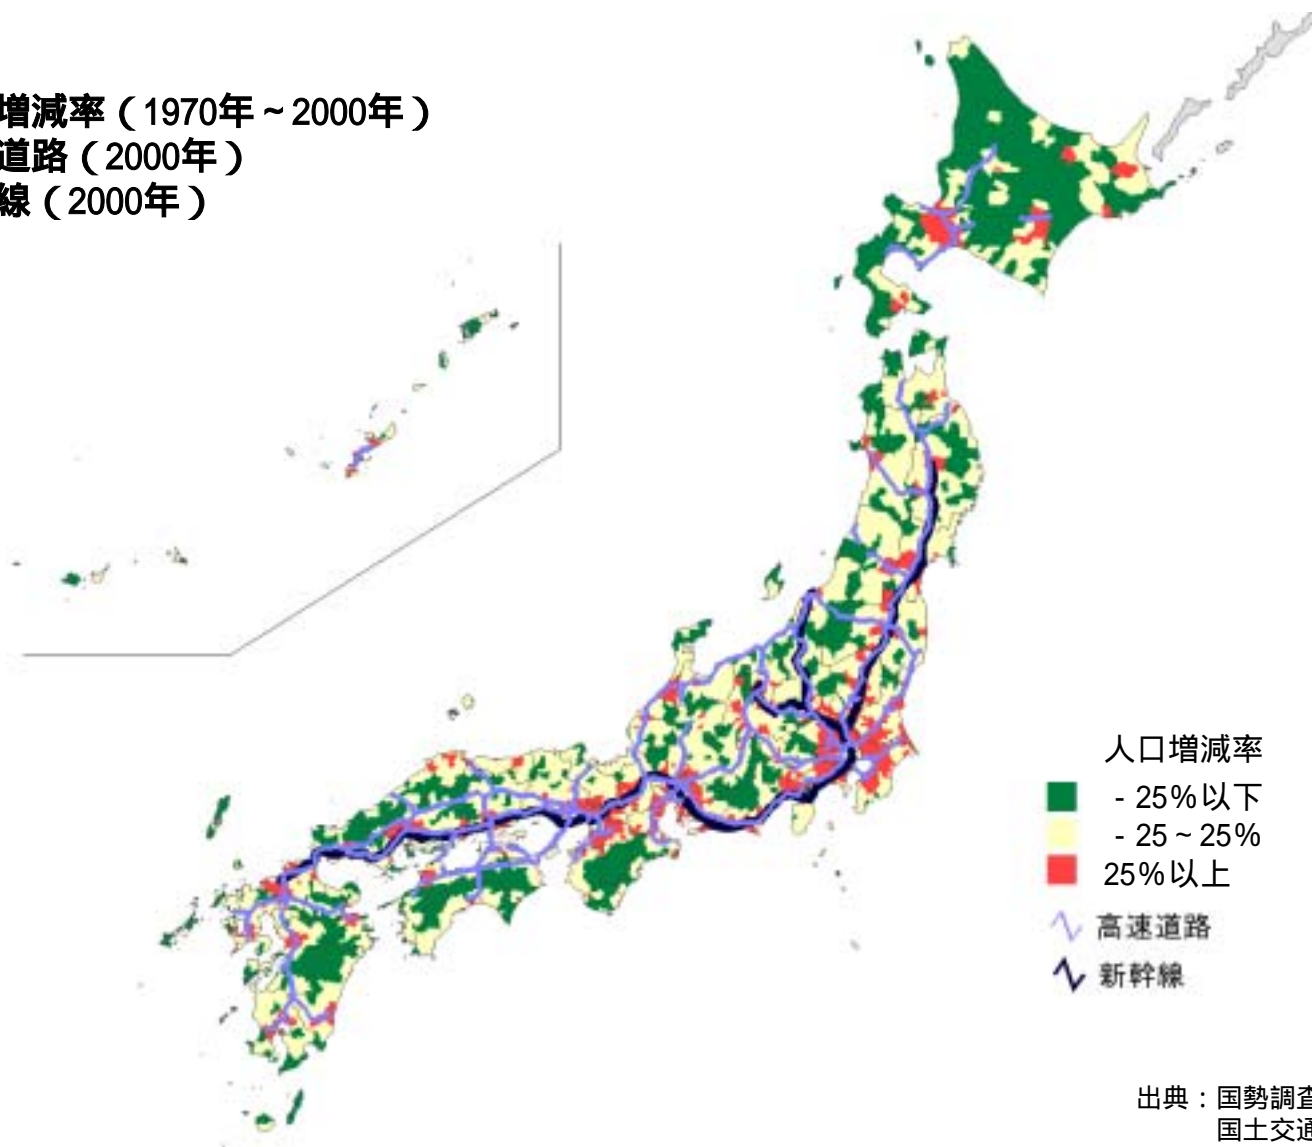 増減率（1970年～2000年）
道路（2000年）
線（2000年）
人口増減率
- 25％以下
- 25～25％
25％以上
高速道路
新幹線
出典：国勢調査
国土交通